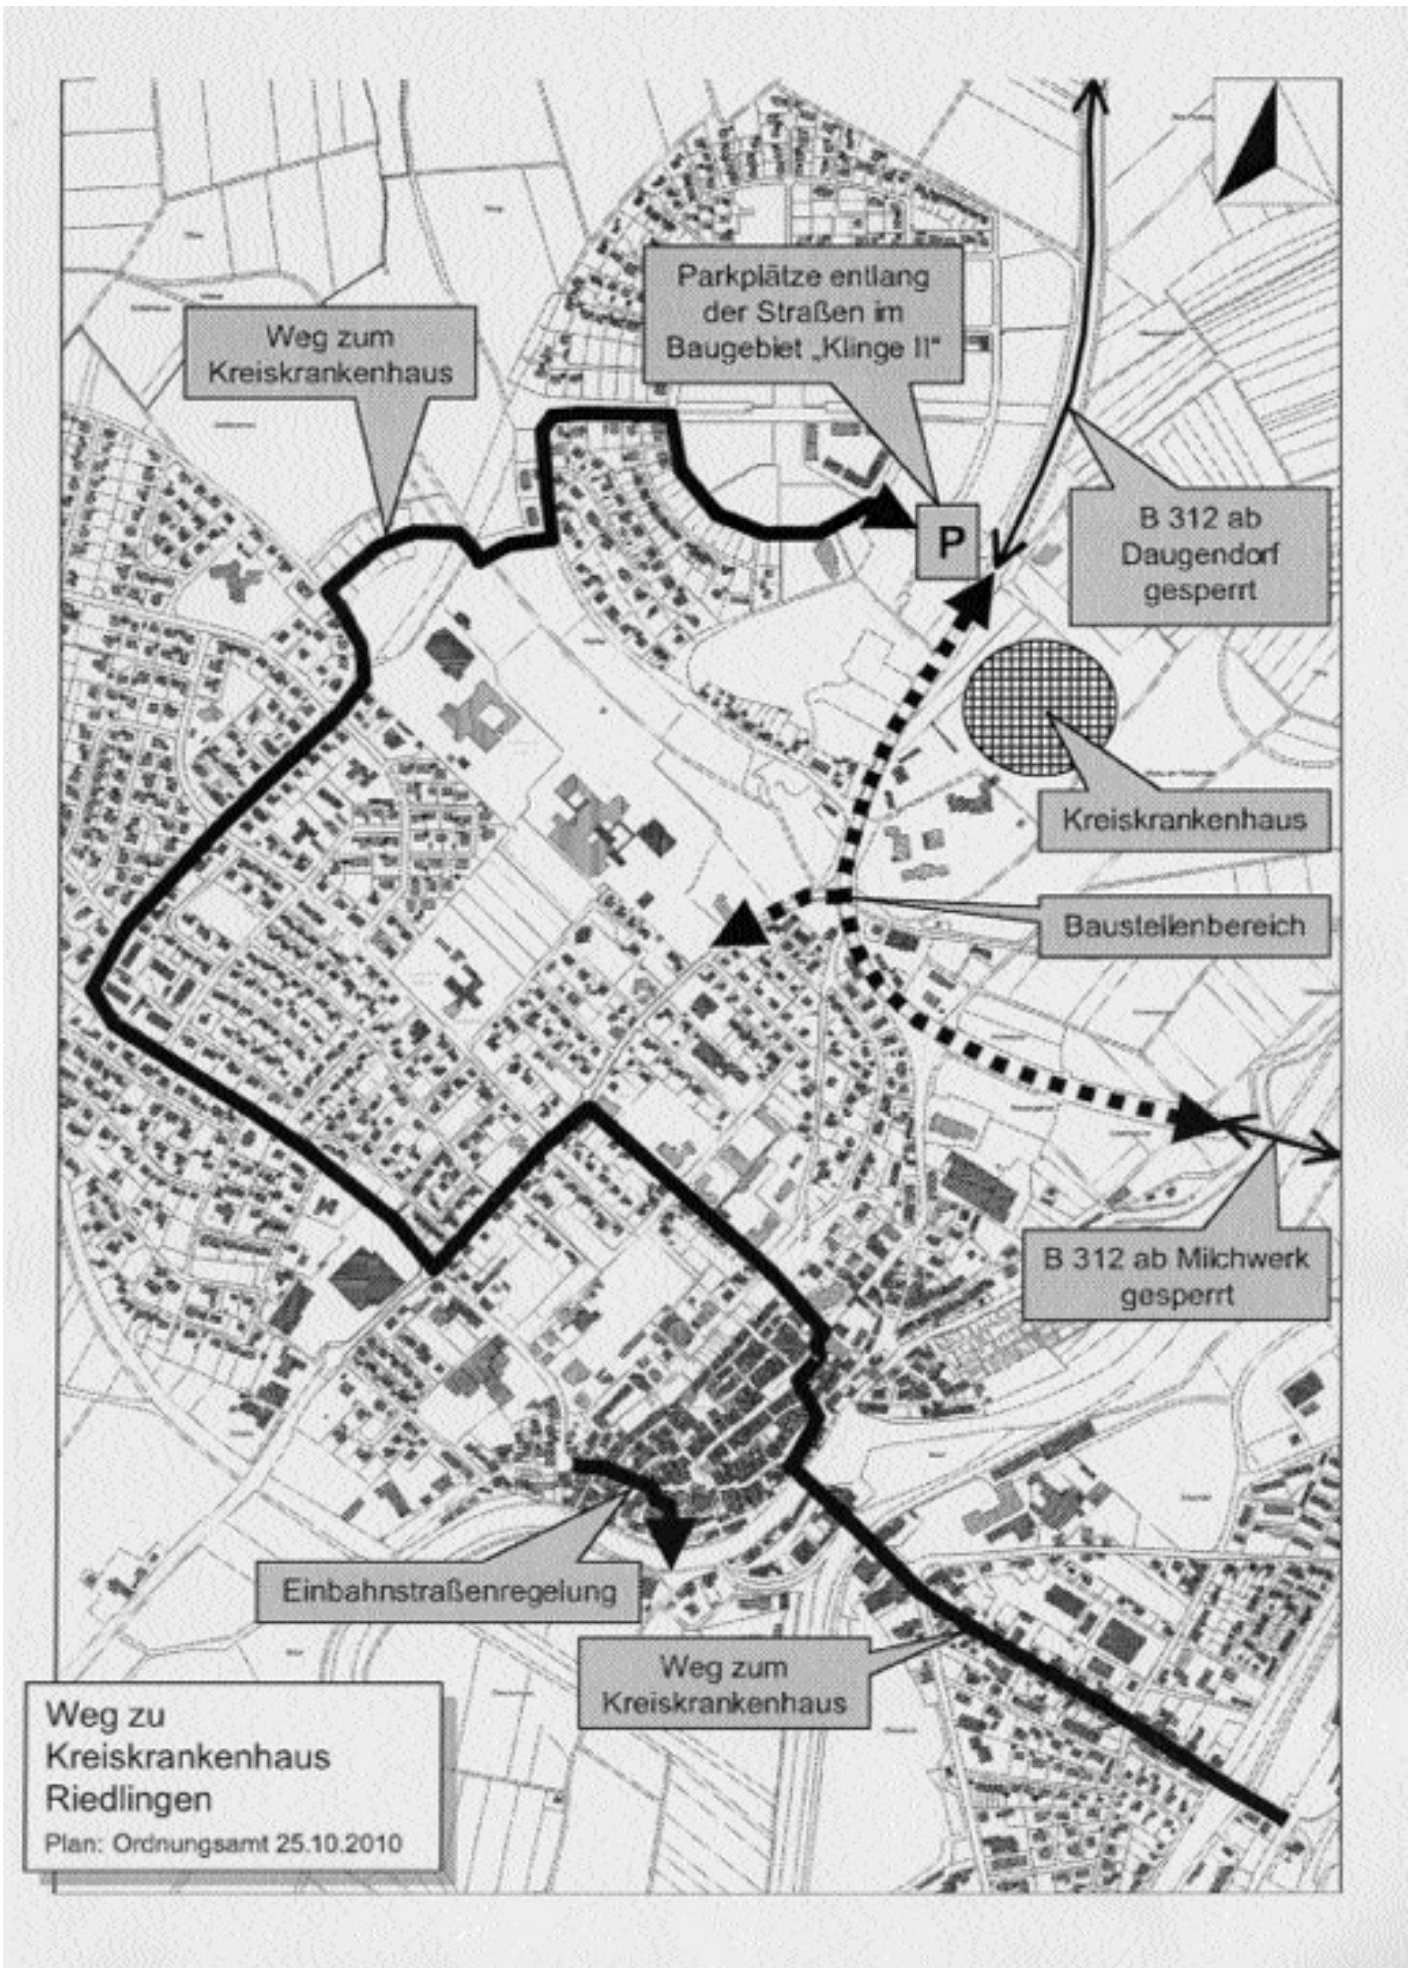 Parkplätze entlang
der Straßen im
Baugebiet „Klinge II"
Weg zum
Kreiskrankenhaus
P
B 312 ab
Daugendorf
gesperrt
Kreiskrankenhaus
Baustellenbereich
B 312 ab Milchwerk
gesperrt
Einbahnstraßenregelung
Weg zum
Kreiskrankenhaus
Weg zu
Kreiskrankenhaus
Riedlingen
Plan: Ordnungsamt 25.10.2010